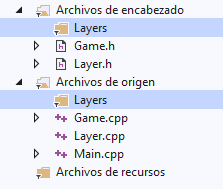 Archivos de encabezado
Layers
Game.h
Layer.h
Archivos de origen
Layers
Game.cpp
Layer.cpp
Main.cpp
Archivos de recursos